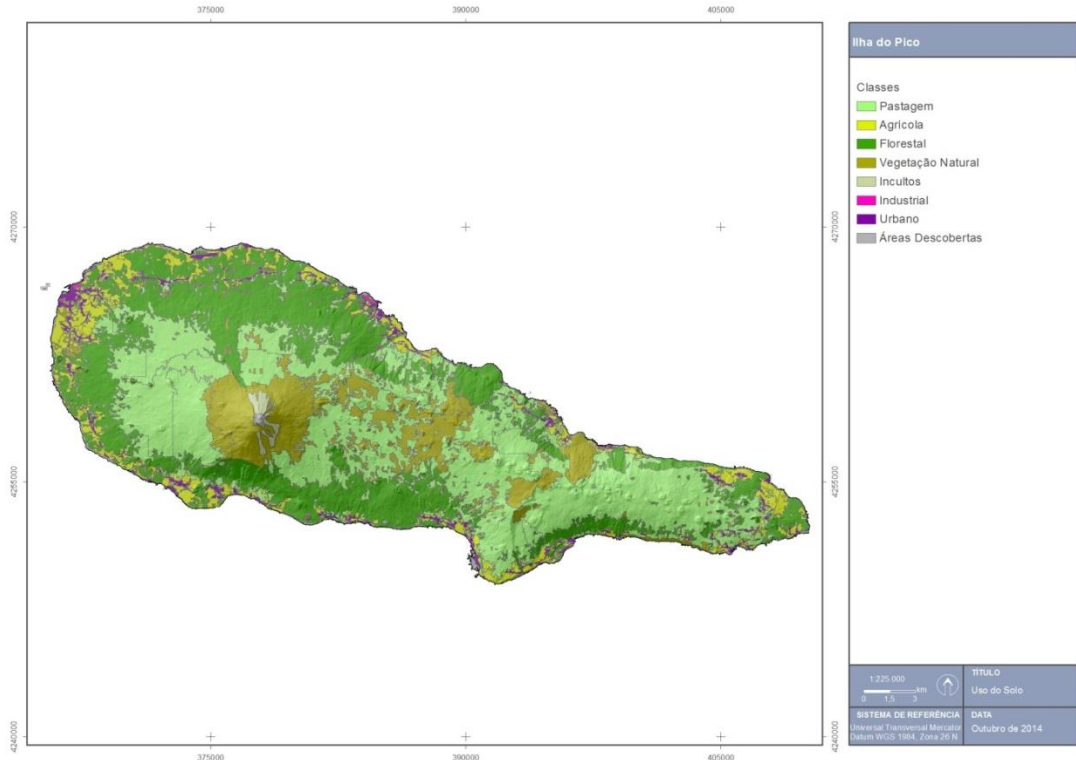 375000
390000
405000
4270000
4270000
4255000
4255000
4240000
4240000
375000
390000
405000
Ilha do Pico
Classes
Pastagem
Agrícola
Florestal
Vegetação Natural
Incultos
Industrial
Urbano
Áreas Descobertas
1:225.000
km
0 1,5 3
TÍTULO
Uso do Solo
SISTEMA DE REFERÊNCIA
Universal Transversal Mercator
Datum WGS 1984, Zona 26 N
DATA
Outubro de 2014